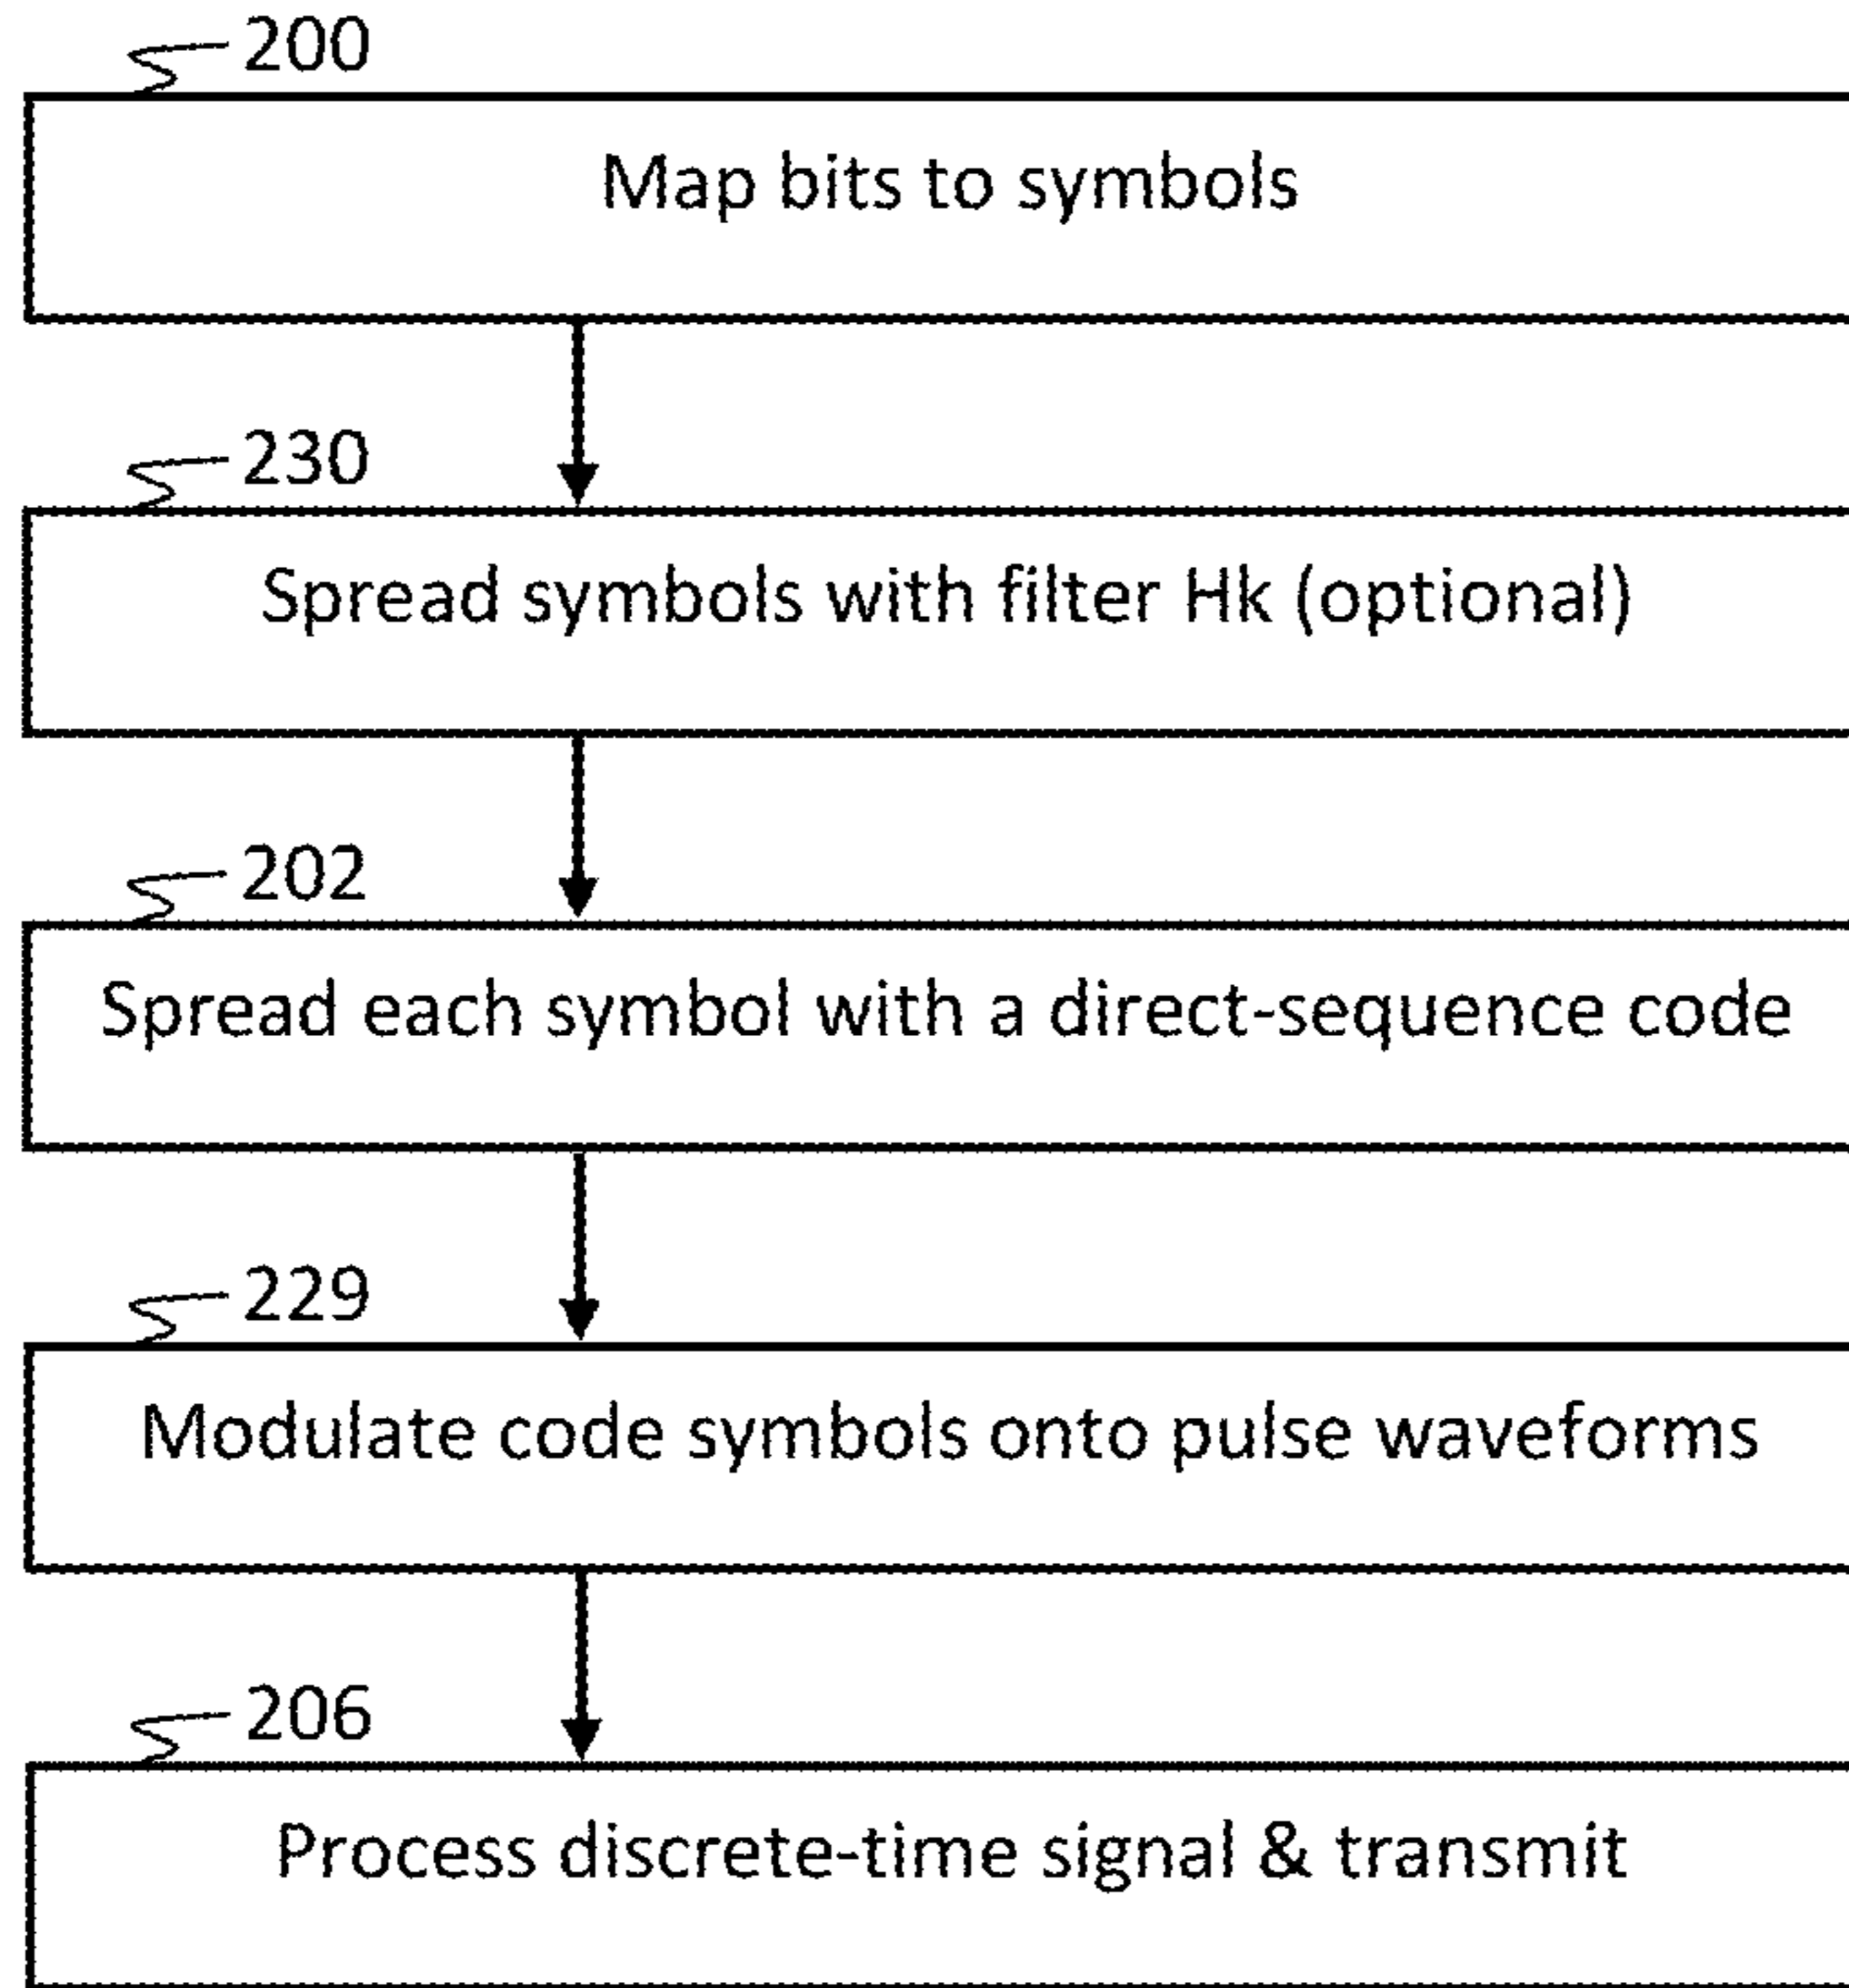 200
Map bits to symbols
230
Spread symbols with filter Hk (optional)
202
Spread each symbol with a direct-sequence code
229
Modulate code symbols onto pulse waveforms
206
Process discrete-time signal & transmit